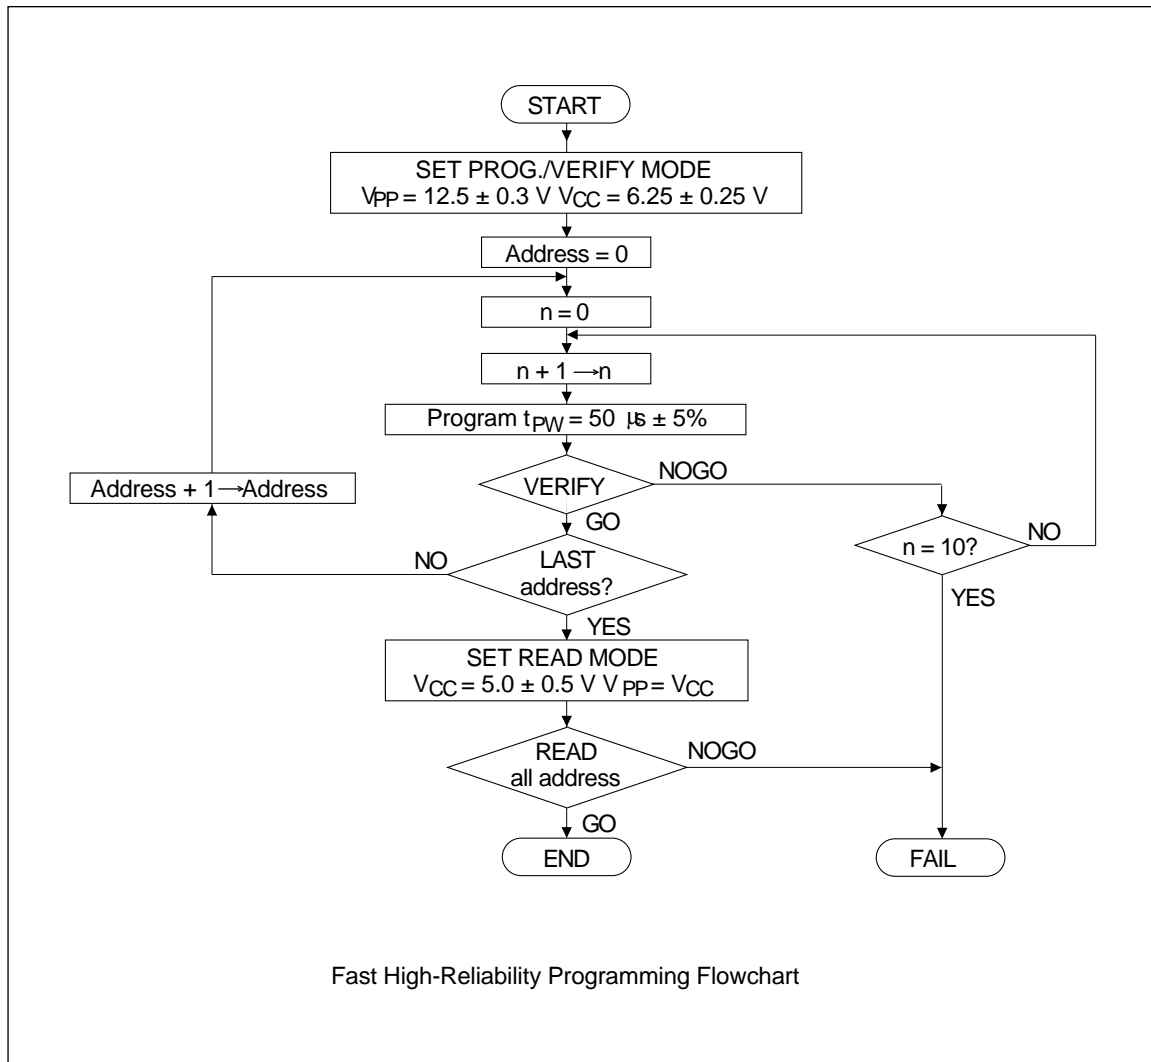 START
SET PROG./VERIFY MODE
VPP = 12.5 ± 0.3 V VCC = 6.25 ± 0.25 V
Address = 0
n = 0
n + 1 → n
Program tPW = 50 μs ± 5%
VERIFY
NOGO
Address + 1 → Address
GO
n = 10?
NO
NO
LAST
address?
YES
YES
SET READ MODE
VCC = 5.0 ± 0.5 V VPP = VCC
READ
all address
NOGO
GO
END
FAIL
Fast High-Reliability Programming Flowchart